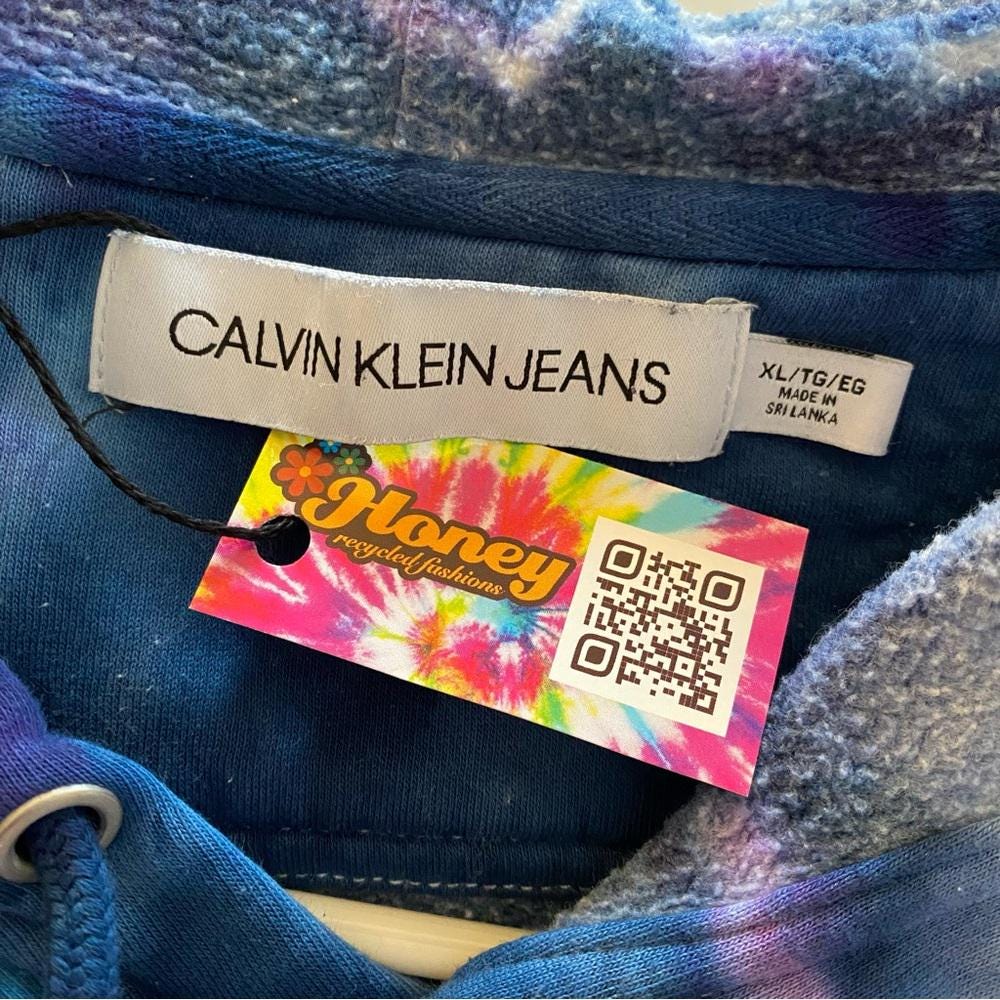 CALVIN KLEIN JEANS
XL/TG/EG
MADE IN
SRI LANKA
Honey
recycled fashions